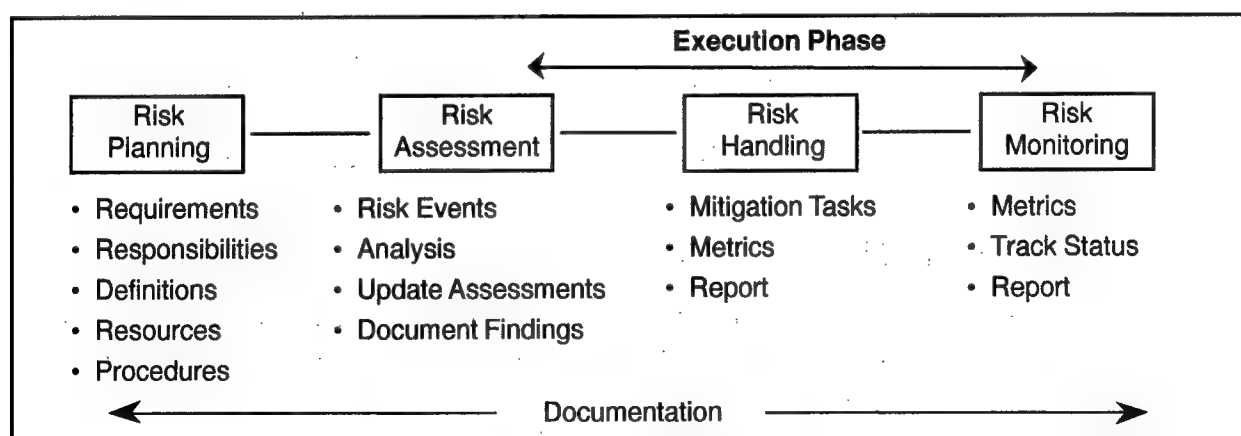 Execution Phase
Risk
Planning
Risk
Assessment
Risk
Handling
Risk
Monitoring
• Requirements
• Responsibilities
• Definitions
• Resources
• Procedures
• Risk Events
• Analysis
• Update Assessments
• Document Findings
• Mitigation Tasks
• Metrics
• Report
• Metrics
• Track Status
• Report
Documentation